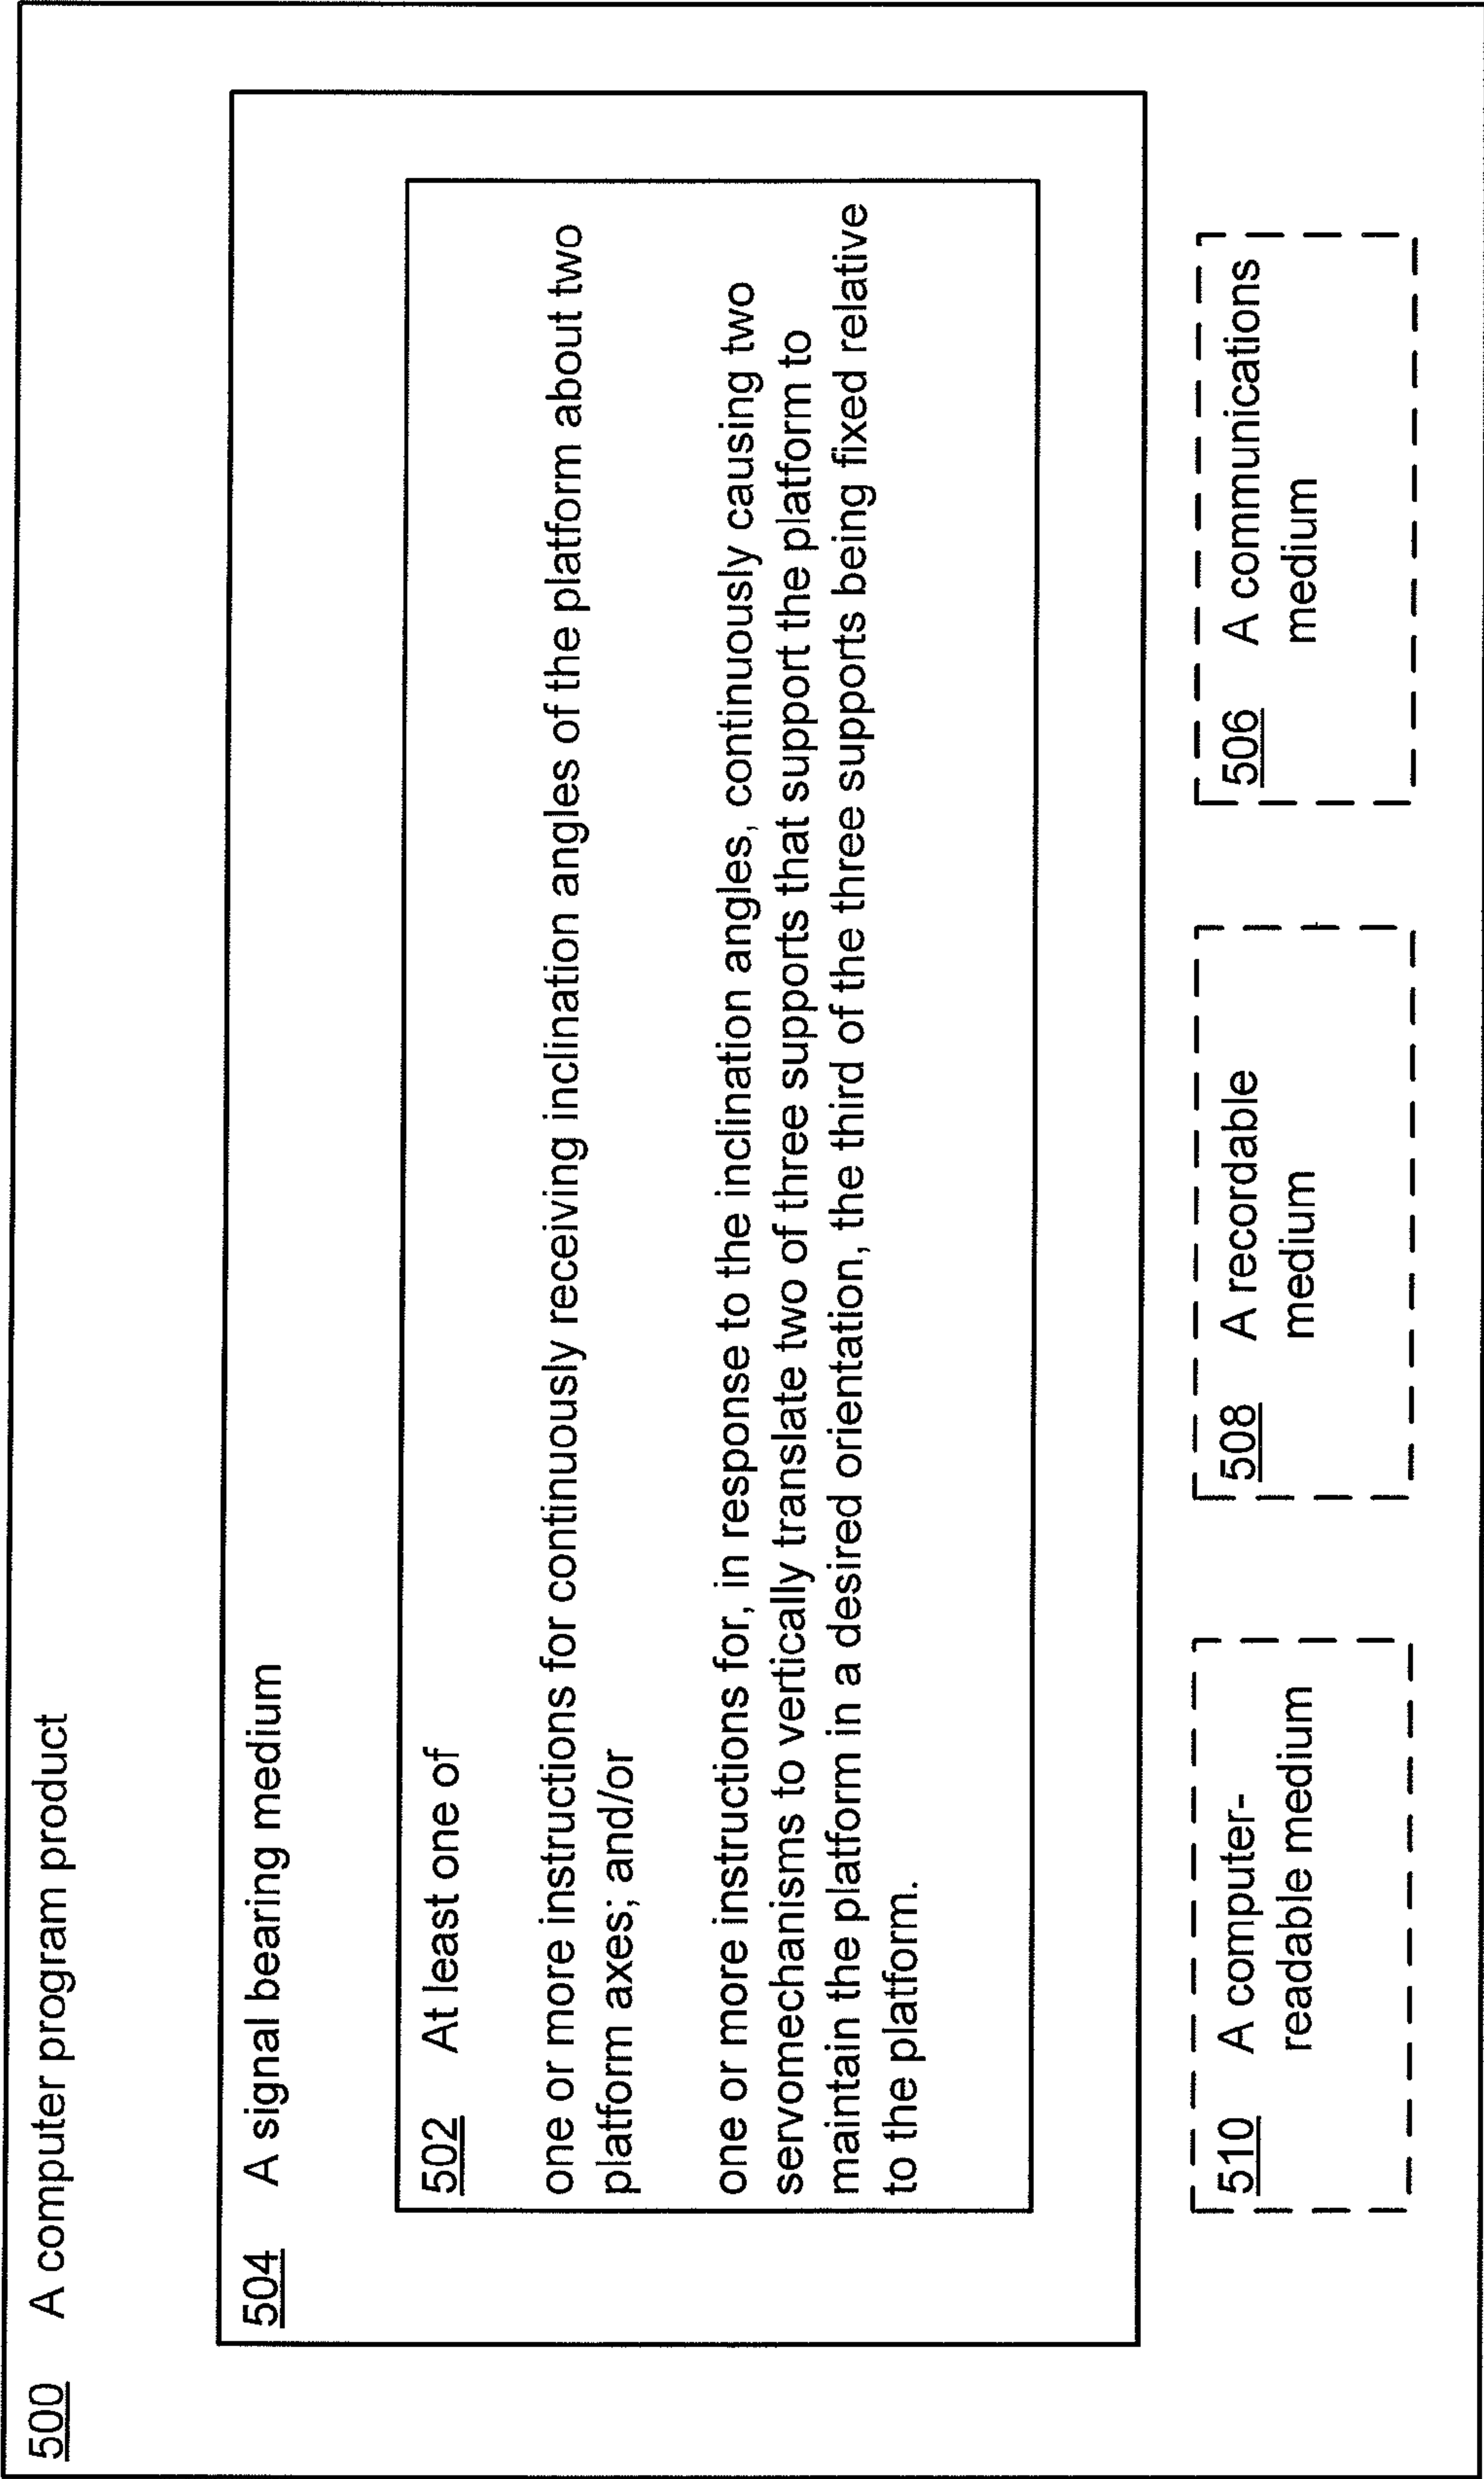 500 A computer program product
504 A signal bearing medium
502 At least one of
one or more instructions for continuously receiving inclination angles of the platform about two
platform axes; and/or
one or more instructions for, in response to the inclination angles, continuously causing two
servomechanisms to vertically translate two of three supports that support the platform to
maintain the platform in a desired orientation, the third of the three supports being fixed relative
to the platform.
510 A computer-
readable medium
508 A recordable
medium
506 A communications
medium